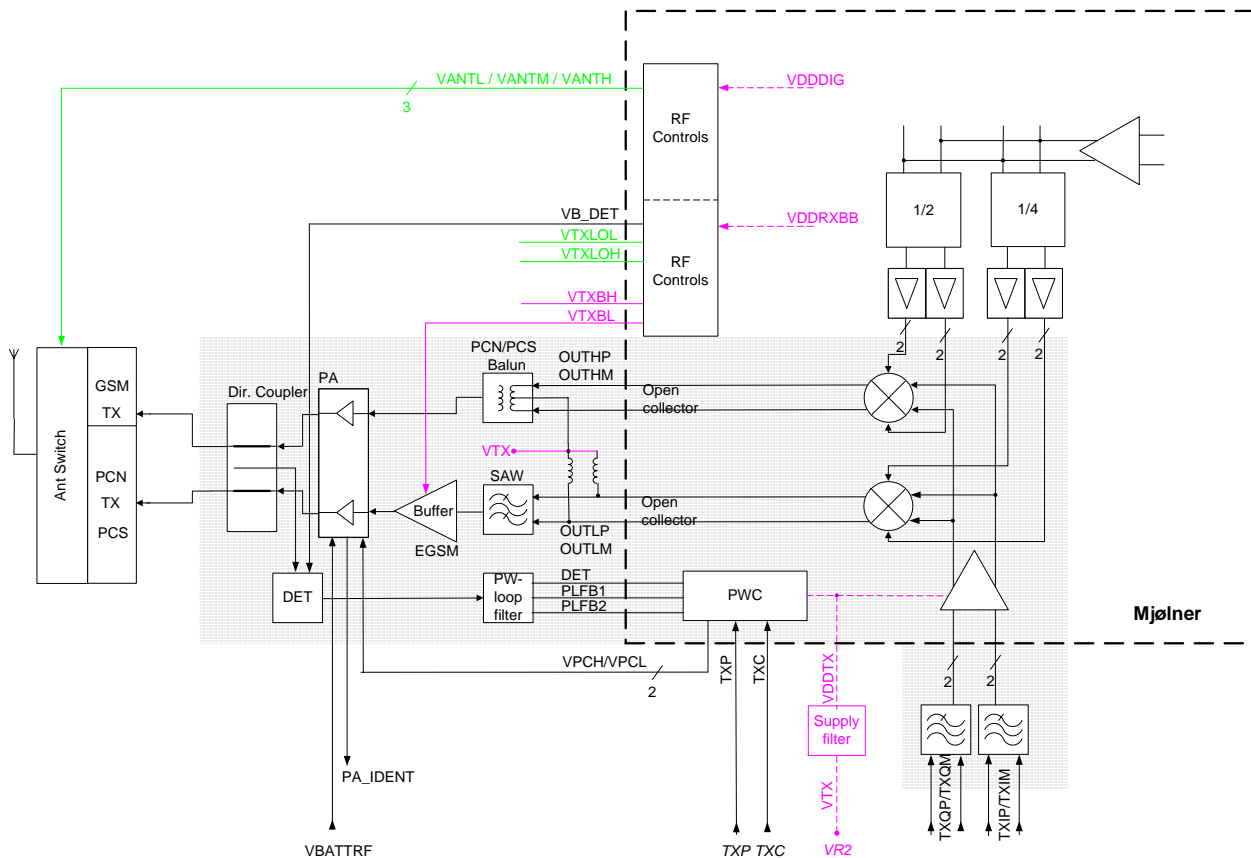 VANTL / VANTM / VANTH
3
RF
Controls
VDDDIG
1/2
1/4
VB_DET
VTXLOL
VTXLOH
RF
Controls
VDDRXBB
VTXBH
VTXBL
2
2
2
2
PCN/PCS
Balun
OUTHP
OUTHM
Open
collector
Ant Switch
GSM
TX
PCN
TX
PCS
Dir. Coupler
PA
VTX
SAW
Buffer
EGSM
Open
collector
OUTLP
OUTLM
DET
PW-
loop
filter
DET
PLFB1
PLFB2
PWC
Mjølner
VPCH/VPCL
2
TXP
TXC
VDDTX
2
2
Supply
filter
PA_IDENT
VTX
TXQP/TXQM
TXIP/TXIM
VBATTRF
TXP TXC
VR2